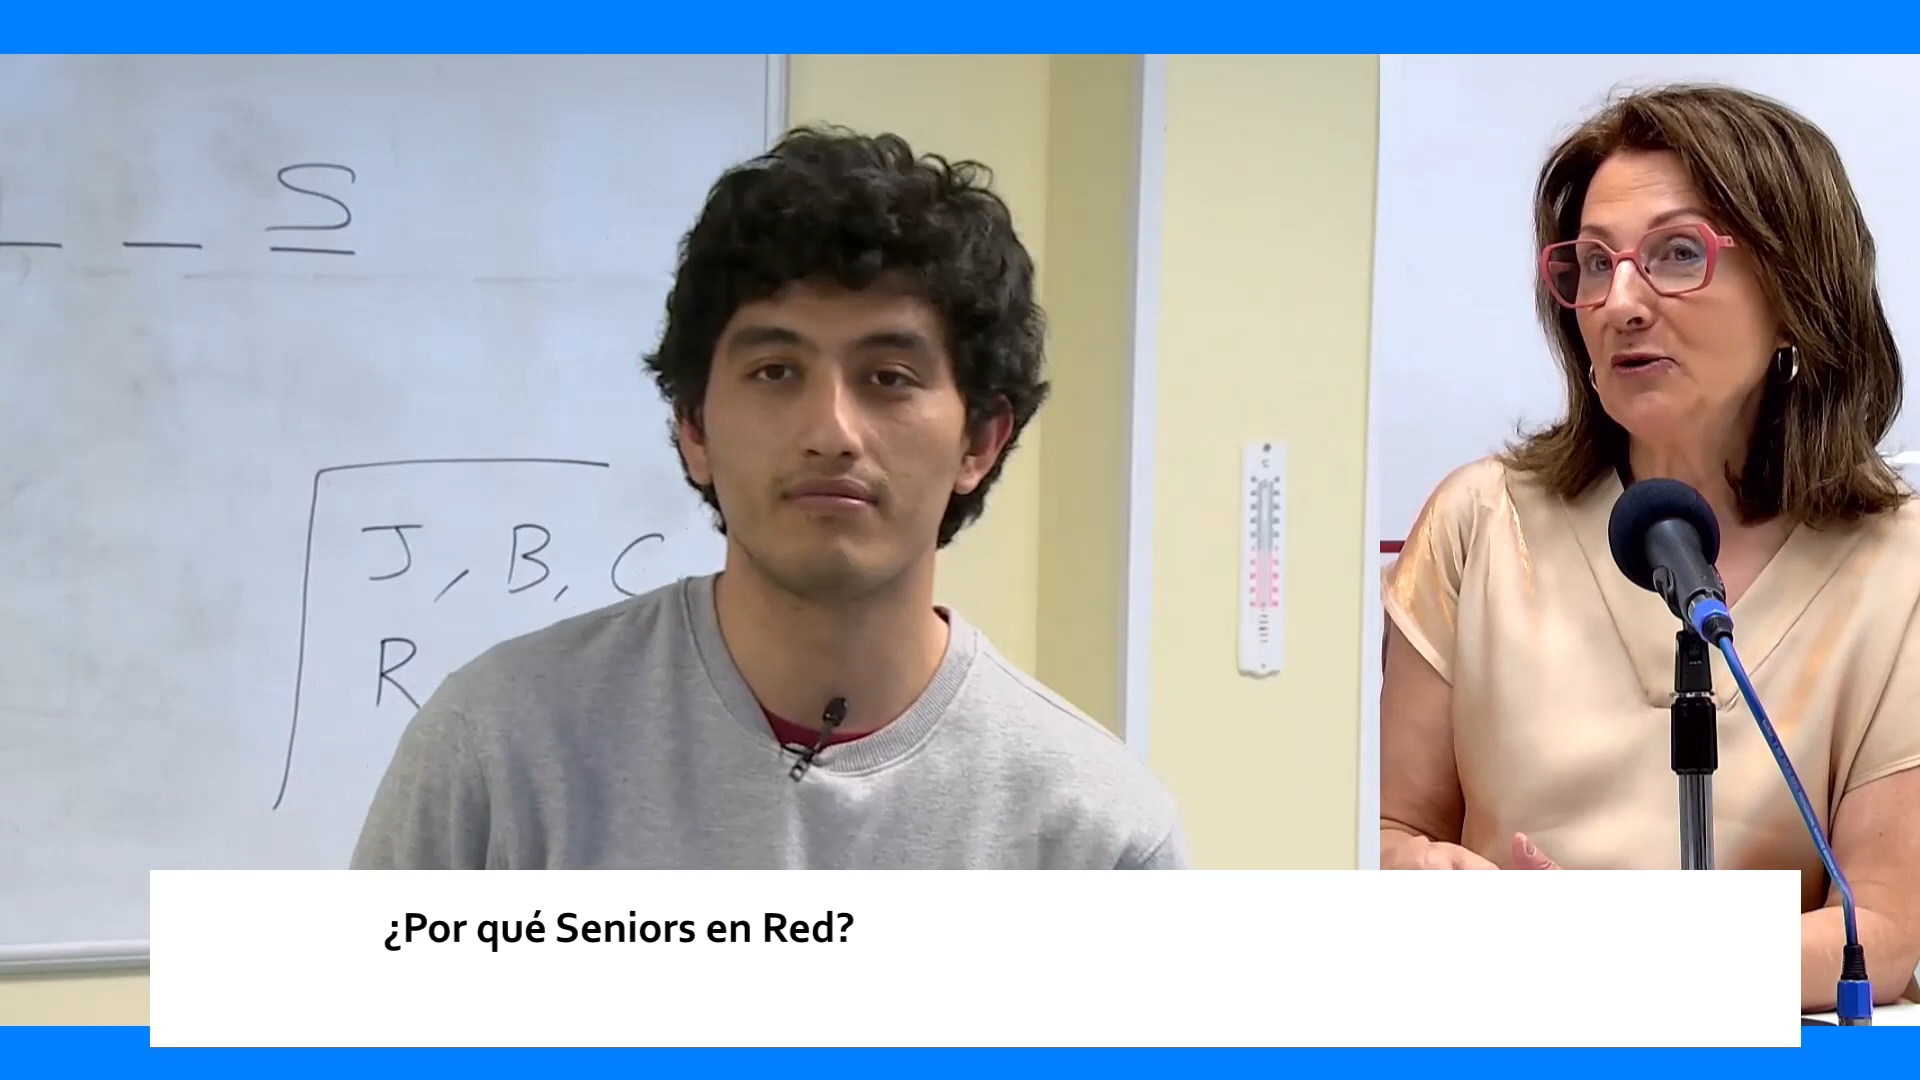 _ _ S
J, B, C
R
¿Por qué Seniors en Red?